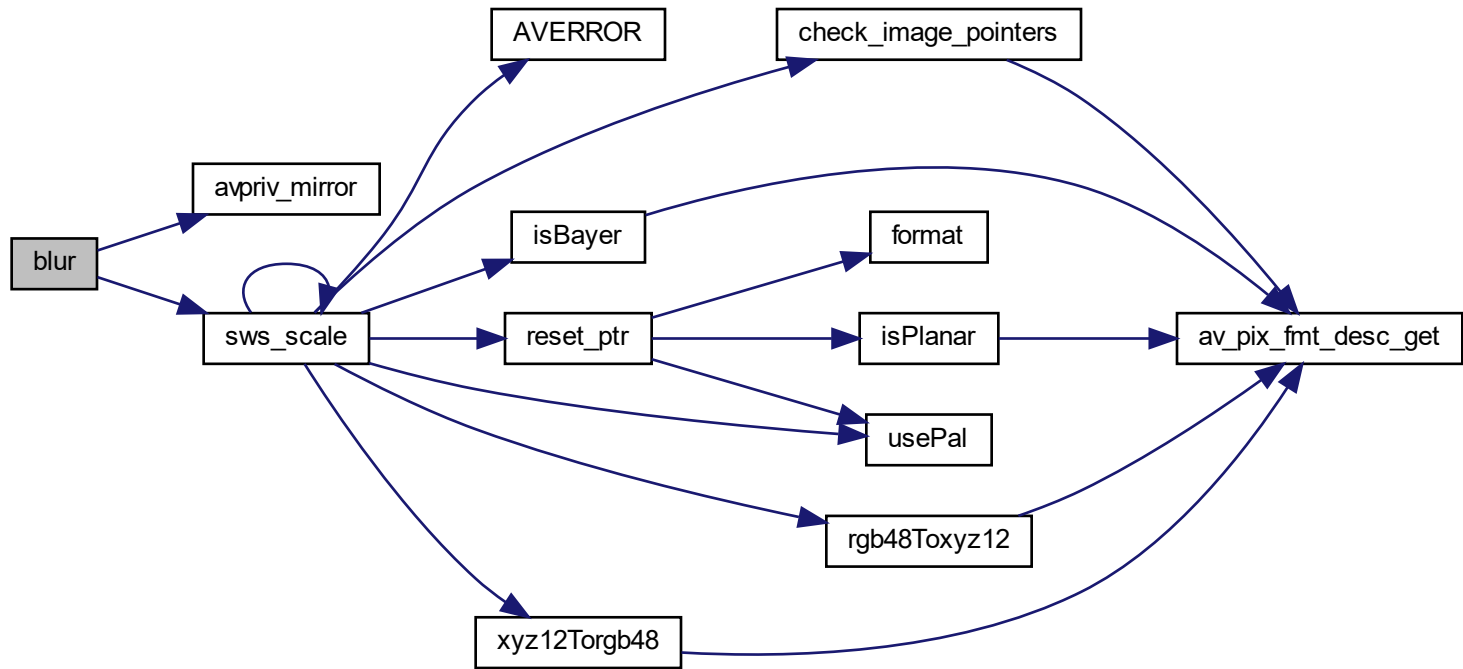 AVERROR
check_image_pointers
avpriv_mirror
isBayer
format
blur
sws_scale
reset_ptr
isPlanar
av_pix_fmt_desc_get
usePal
rgb48Toxyz12
xyz12Torgb48